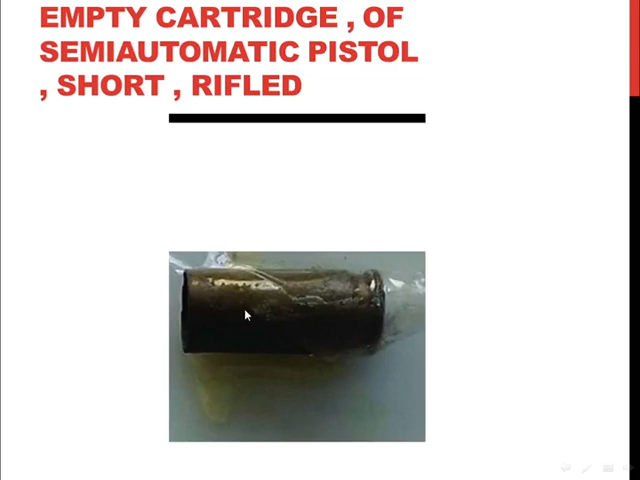 EMPTY CARTRIDGE , OF
SEMIAUTOMATIC PISTOL
, SHORT , RIFLED